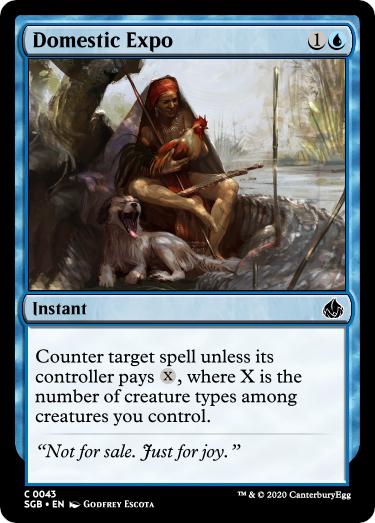 Domestic Expo 1
Instant
Counter target spell unless its
controller pays X, where X is the
number of creature types among
creatures you control.
“Not for sale. Just for joy.”
C 0043
SGB • EN Godfrey Escota
™ & © 2020 CanterburyEgg